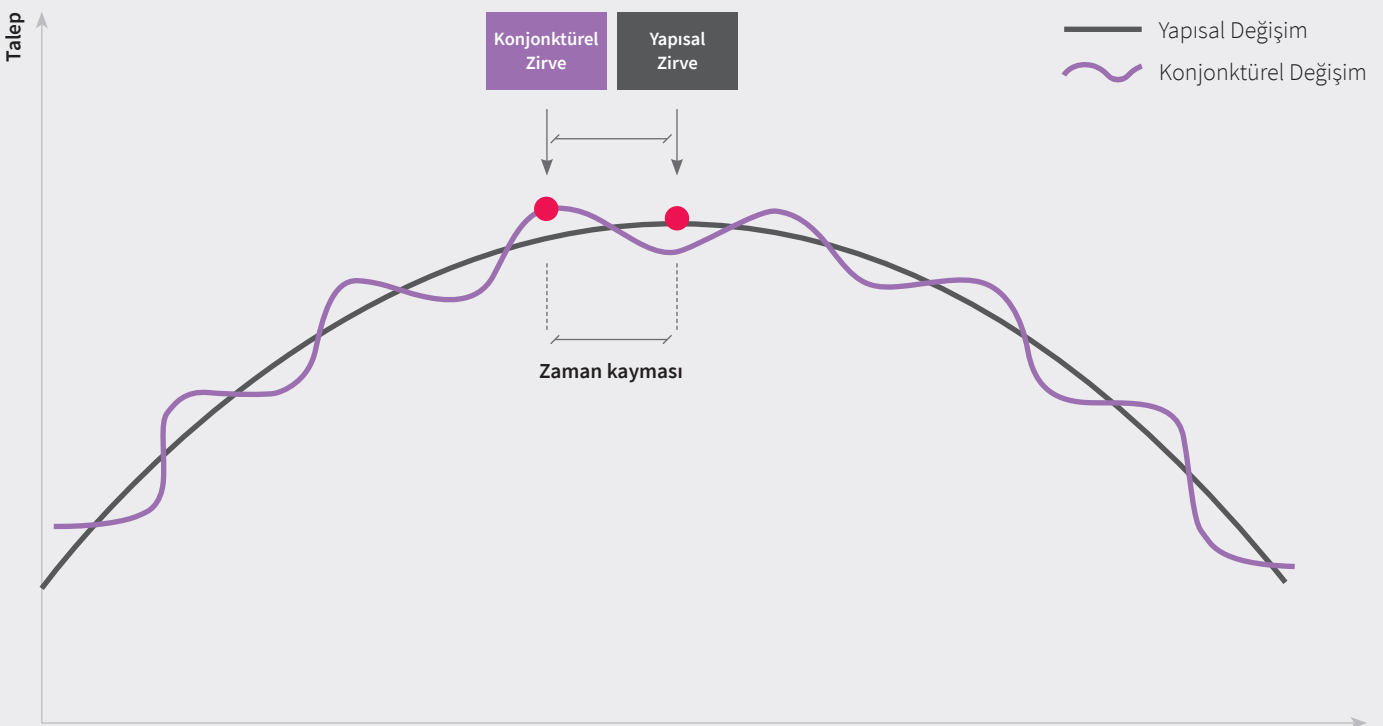 Talep
Konjonktürel
Zirve
Yapısal
Zirve
Yapısal Değişim
Konjonktürel Değişim
Zaman kayması